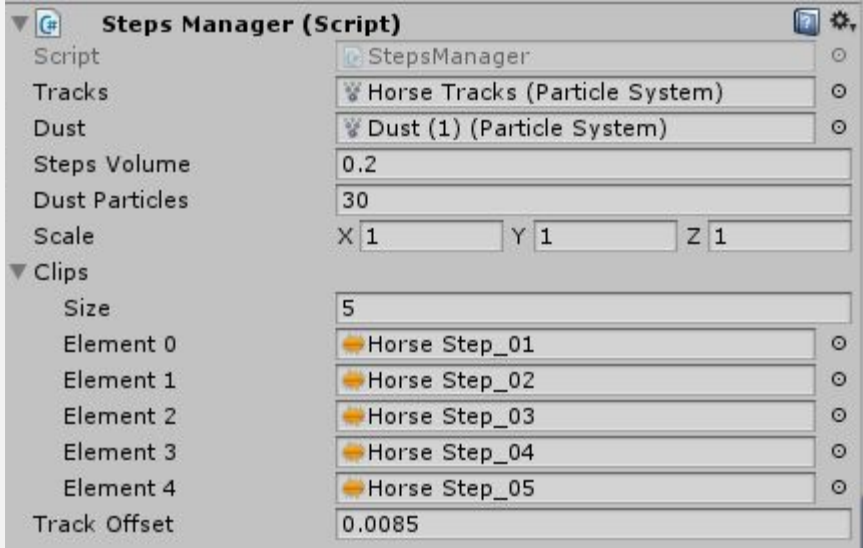 Steps Manager (Script)
Script StepsManager
Tracks Horse Tracks (Particle System)
Dust Dust (1) (Particle System)
Steps Volume 0.2
Dust Particles 30
Scale X 1 Y 1 Z 1
Clips
Size 5
Element 0 Horse Step_01
Element 1 Horse Step_02
Element 2 Horse Step_03
Element 3 Horse Step_04
Element 4 Horse Step_05
Track Offset 0.0085